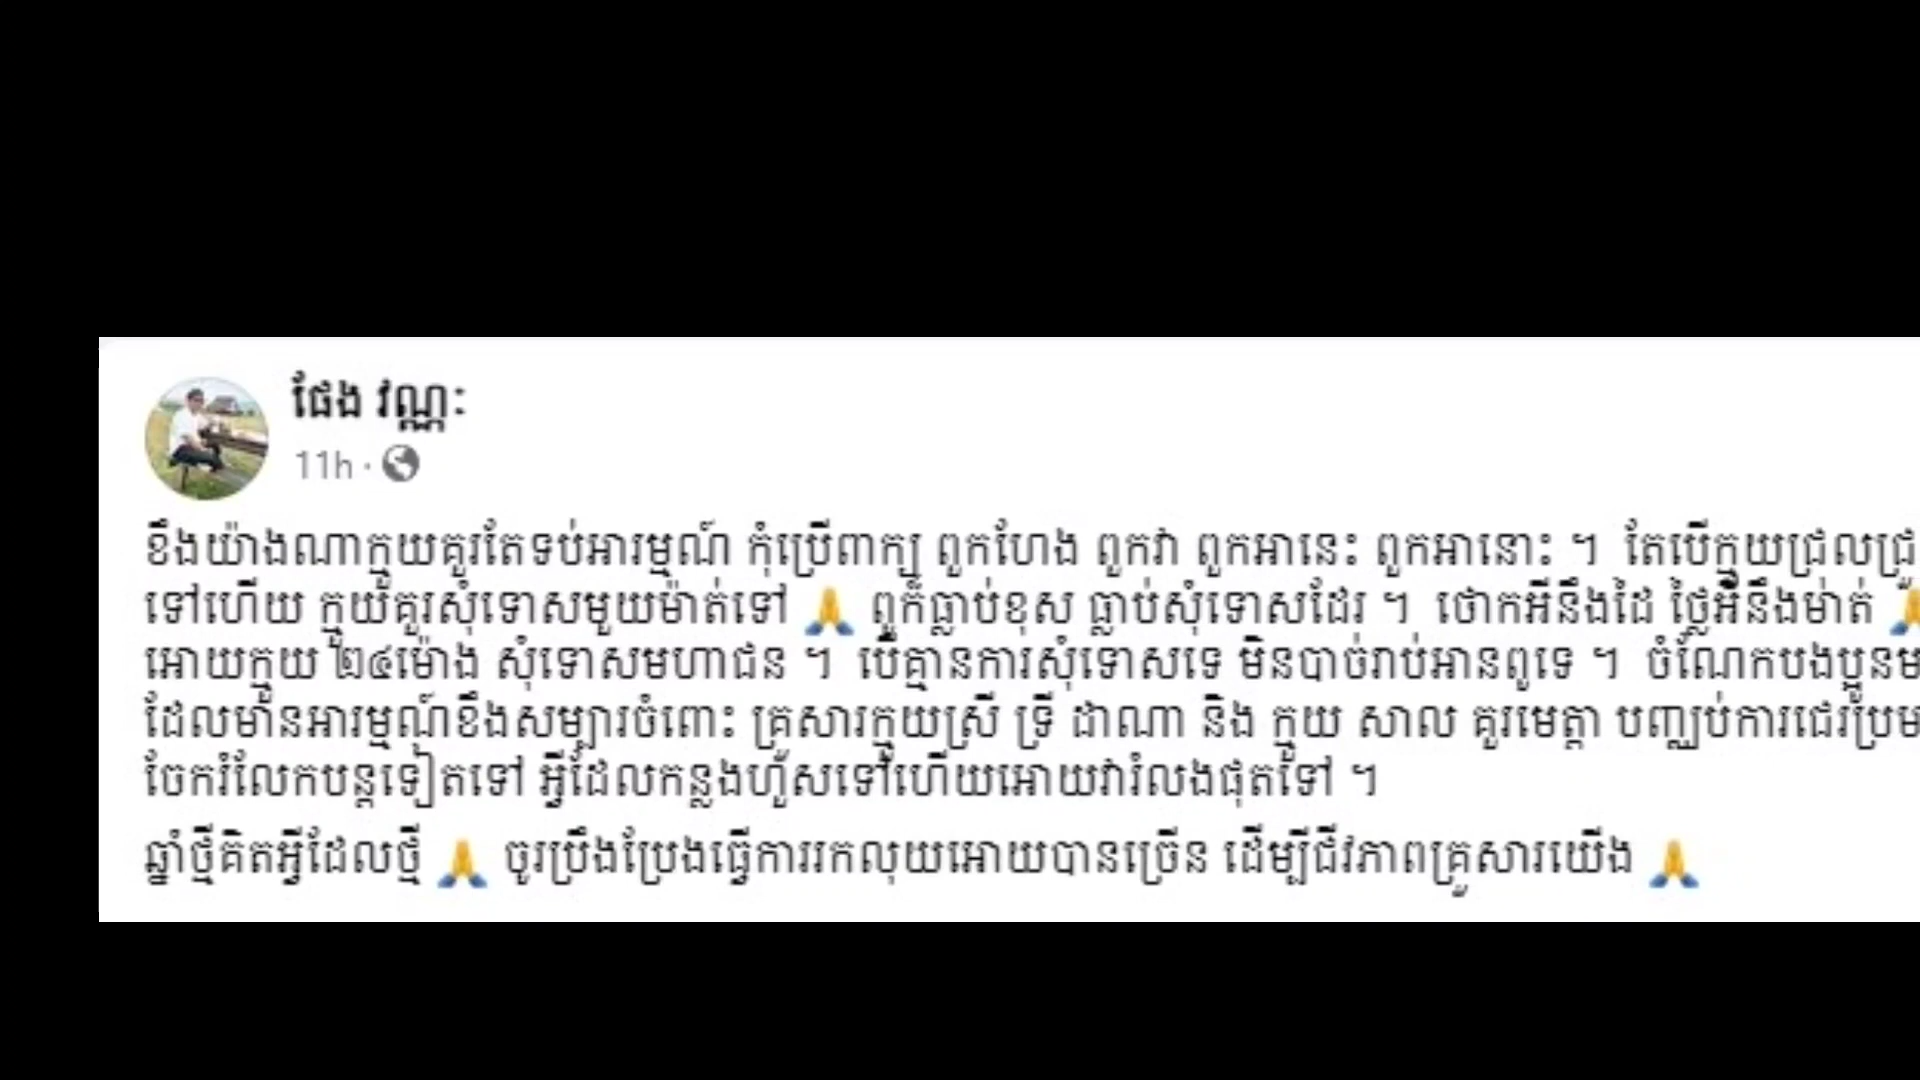 ផែង វណ្ណៈ
11h ·
ខឹងយ៉ាងណាក្មួយគួរតែទប់អារម្មណ៍ កុំប្រើពាក្យ ពួកហែង ពួកវា ពួកអានេះ ពួកអានោះ ។ តែបើក្មួយជ្រុលជ្រួ
ទៅហើយ ក្មួយគួរសុំទោសមួយម៉ាត់ទៅ 🙏 ពូក៏ធ្លាប់ខុស ធ្លាប់សុំទោសដែរ ។ ថោកអីនឹងដៃ ថ្លៃអីនឹងម៉ាត់ 🙏
អោយក្មួយ ២៤ម៉ោង សុំទោសមហាជន ។ បើគ្មានការសុំទោសទេ មិនបាច់រាប់អានពូទេ ។ ចំណែកបងប្អូនម
ដែលមានអារម្មណ៍ខឹងសម្បារចំពោះ គ្រួសារក្មួយស្រី ទ្រី ដាណា និង ក្មួយ សាល គួរមេត្តា បញ្ឈប់ការជេរប្រម
ចែករំលែកបន្តទៀតទៅ អ្វីដែលកន្លងហួសទៅហើយអោយវារំលងផុតទៅ ។
ឆ្នាំថ្មីគិតអ្វីដែលថ្មី 🙏 ចូរប្រឹងប្រែងធ្វើការរកលុយអោយបានច្រើន ដើម្បីជីវភាពគ្រួសារយើង 🙏